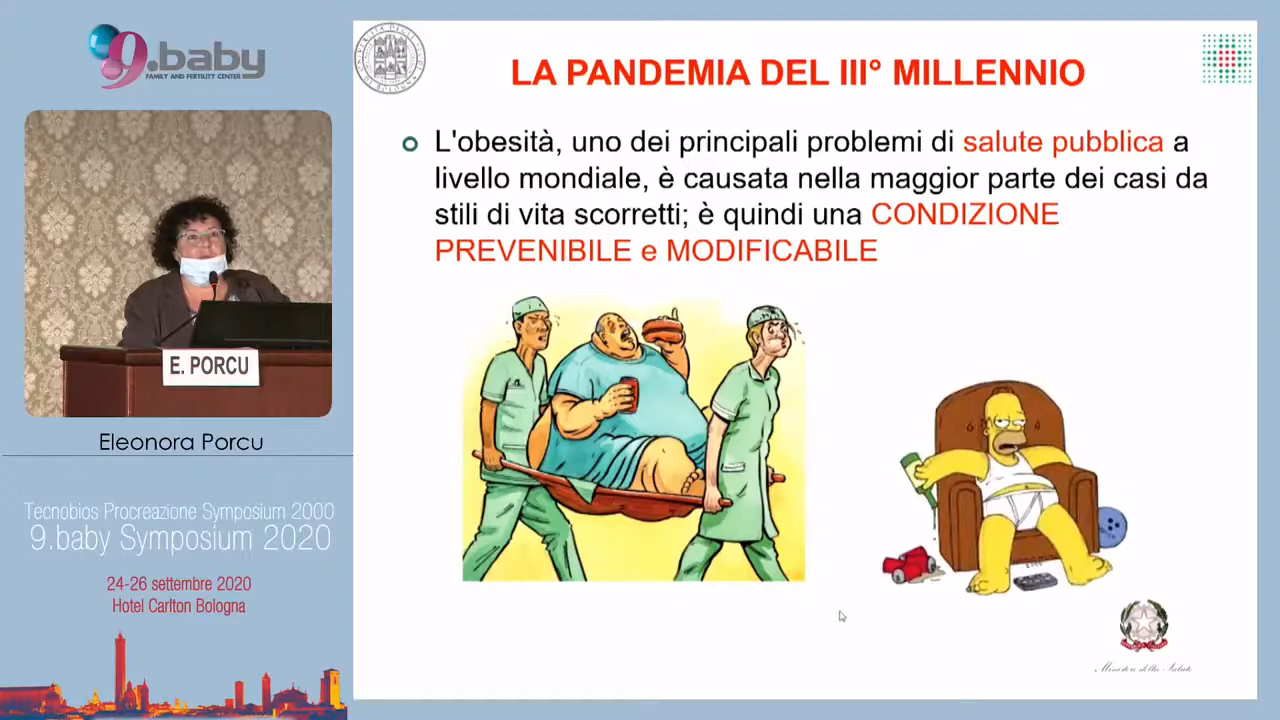 9.baby
FAMILY AND FERTILITY CENTER
E. PORCU
Eleonora Porcu
Tecnobios Procreazione Symposium 2000
9.baby Symposium 2020
24-26 settembre 2020
Hotel Carlton Bologna
LA PANDEMIA DEL III° MILLENNIO
L'obesità, uno dei principali problemi di salute pubblica a
livello mondiale, è causata nella maggior parte dei casi da
stili di vita scorretti; è quindi una CONDIZIONE
PREVENIBILE e MODIFICABILE
Ministero della Salute